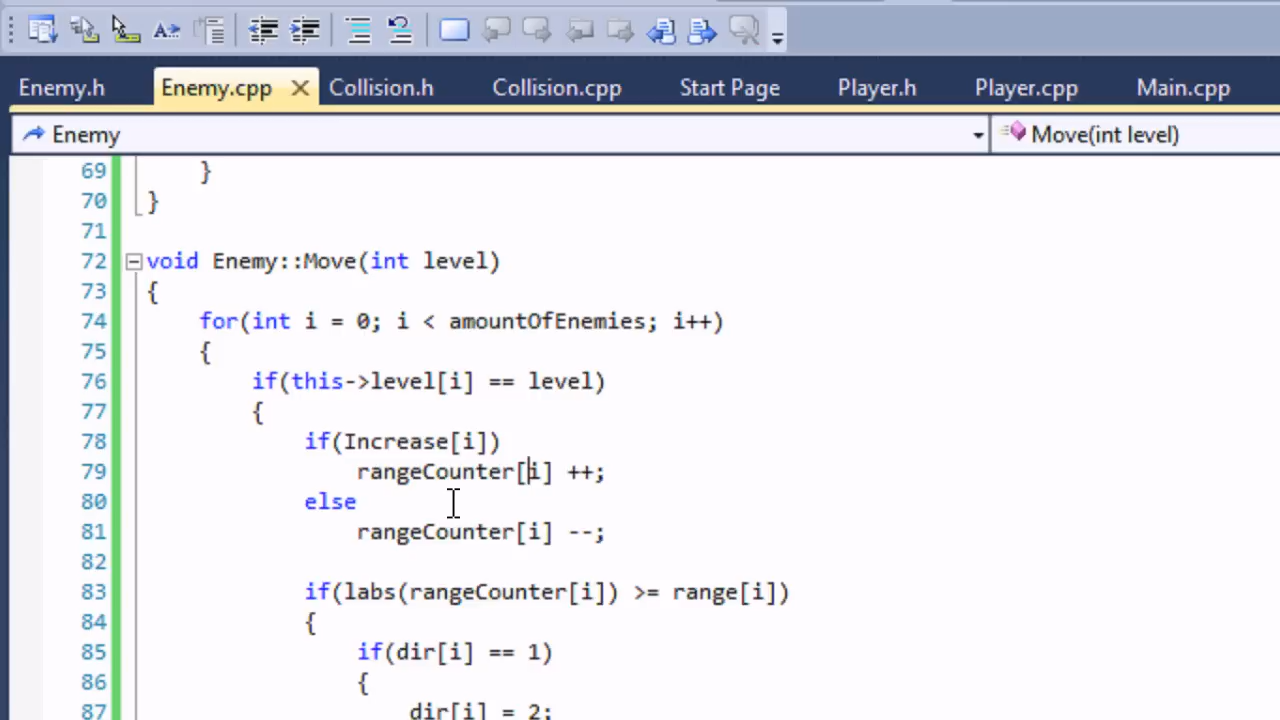 Enemy.h Enemy.cpp Collision.h Collision.cpp Start Page Player.h Player.cpp Main.cpp
Enemy Move(int level)
69 }
70 }
71
72 void Enemy::Move(int level)
73 {
74 for(int i = 0; i < amountOfEnemies; i++)
75 {
76 if(this->level[i] == level)
77 {
78 if(Increase[i])
79 rangeCounter[i] ++;
80 else
81 rangeCounter[i] --;
82
83 if(labs(rangeCounter[i]) >= range[i])
84 {
85 if(dir[i] == 1)
86 {
87 dir[i] = 2;